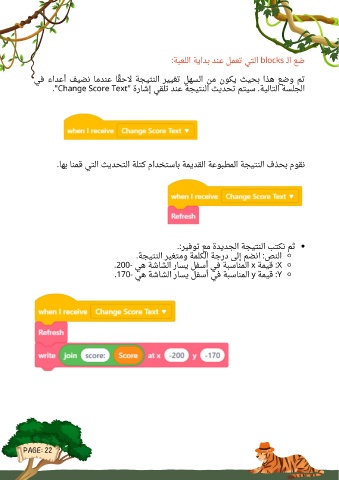 ضع الـ blocks التي تعمل عند بداية اللعبة:
تم وضع هذا بحيث يكون من السهل تغيير النتيجة لاحقًا عندما نضيف أعداء في
الجلسة التالية. سيتم تحديث النتيجة عند تلقي إشارة "Change Score Text".
when I receive Change Score Text ▼
نقوم بحذف النتيجة المطبوعة القديمة باستخدام كتلة التحديث التي قمنا بها.
when I receive Change Score Text ▼
Refresh
• ثم نكتب النتيجة الجديدة مع توفير:.
○ النص: انضم إلى درجة الكلمة ومتغير النتيجة.
○ X: قيمة x المناسبة في أسفل يسار الشاشة هي -200.
○ Y: قيمة y المناسبة في أسفل يسار الشاشة هي -170.
when I receive Change Score Text ▼
Refresh
write join score: Score at x -200 y -170
PAGE: 22